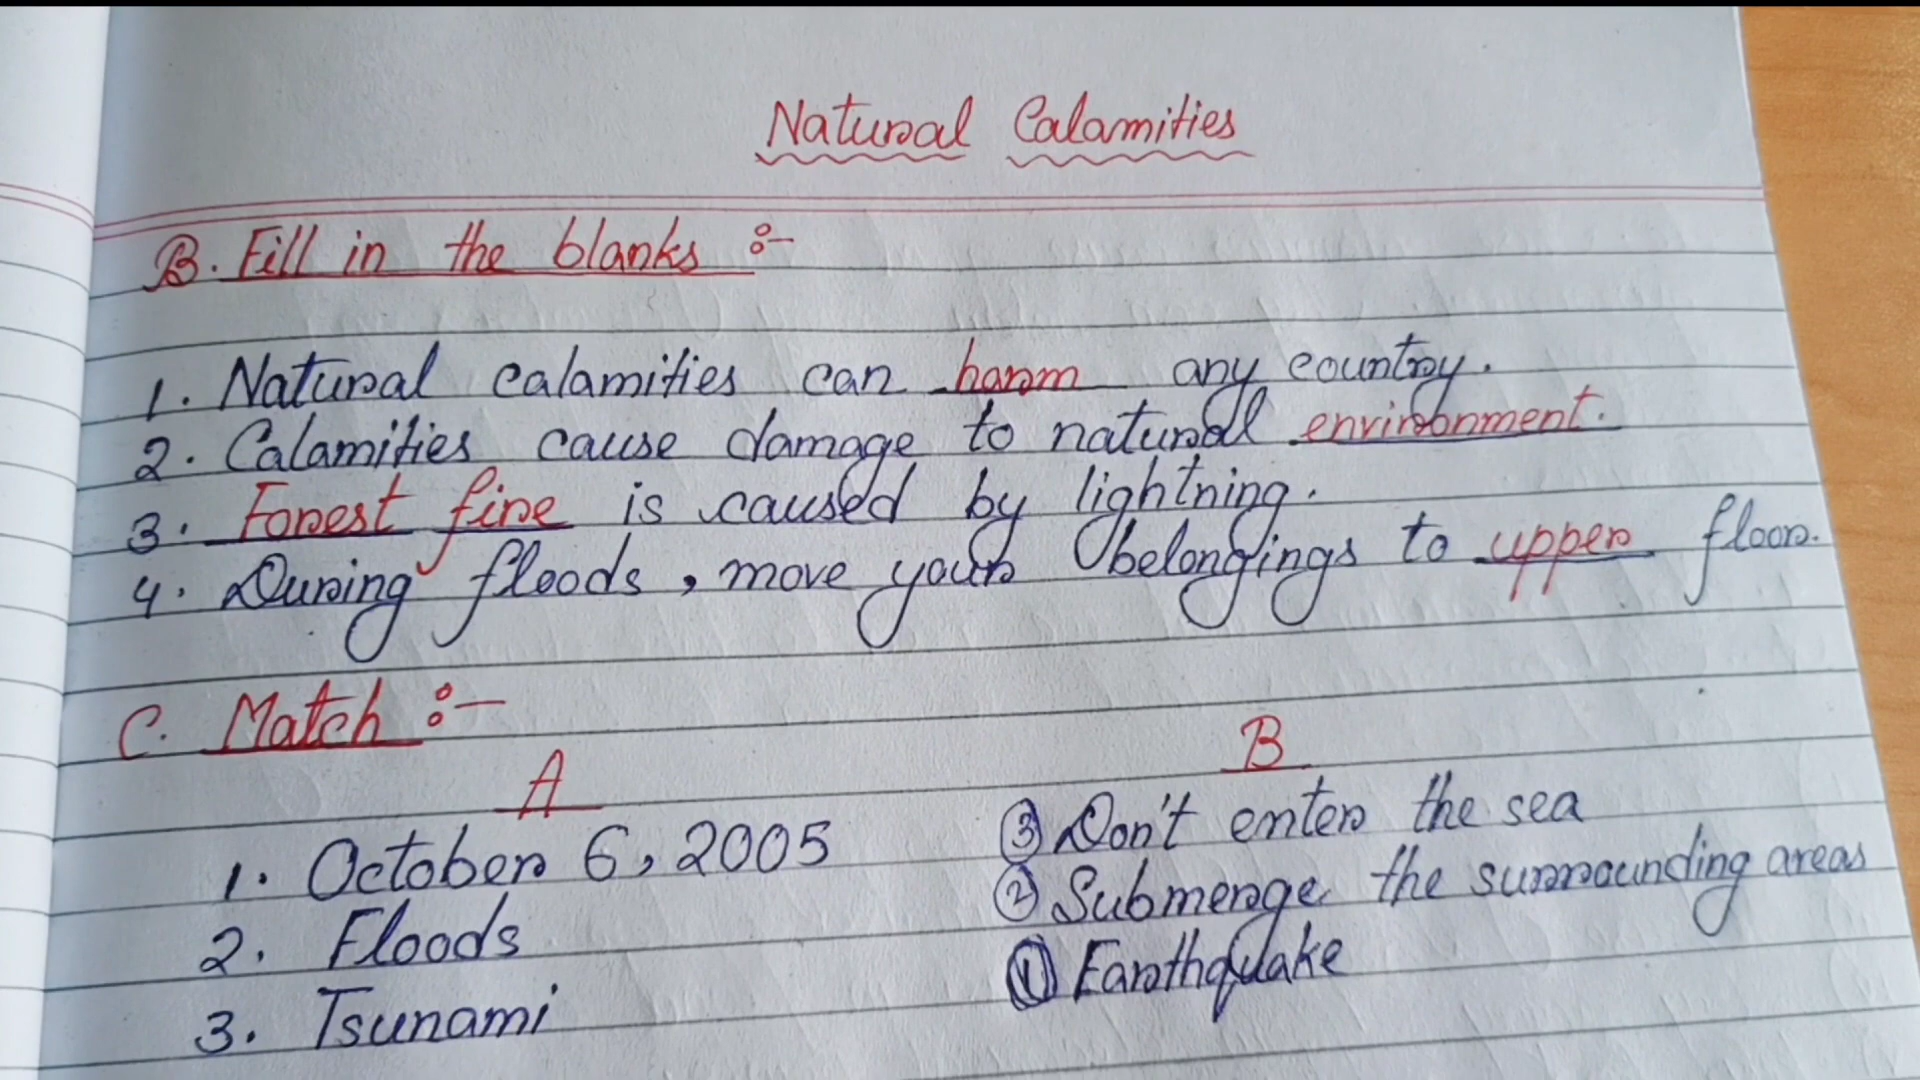 Natural Calamities
B. Fill in the blanks :-
1. Natural calamities can harm any country.
2. Calamities cause damage to natural environment.
3. Forest fire is caused by lightning.
4. During floods, move your belongings to upper floor.
C. Match :-
A B
1. October 6, 2005 ③ Don't enter the sea
2. Floods ② Submerge the surrounding areas
3. Tsunami ① Earthquake